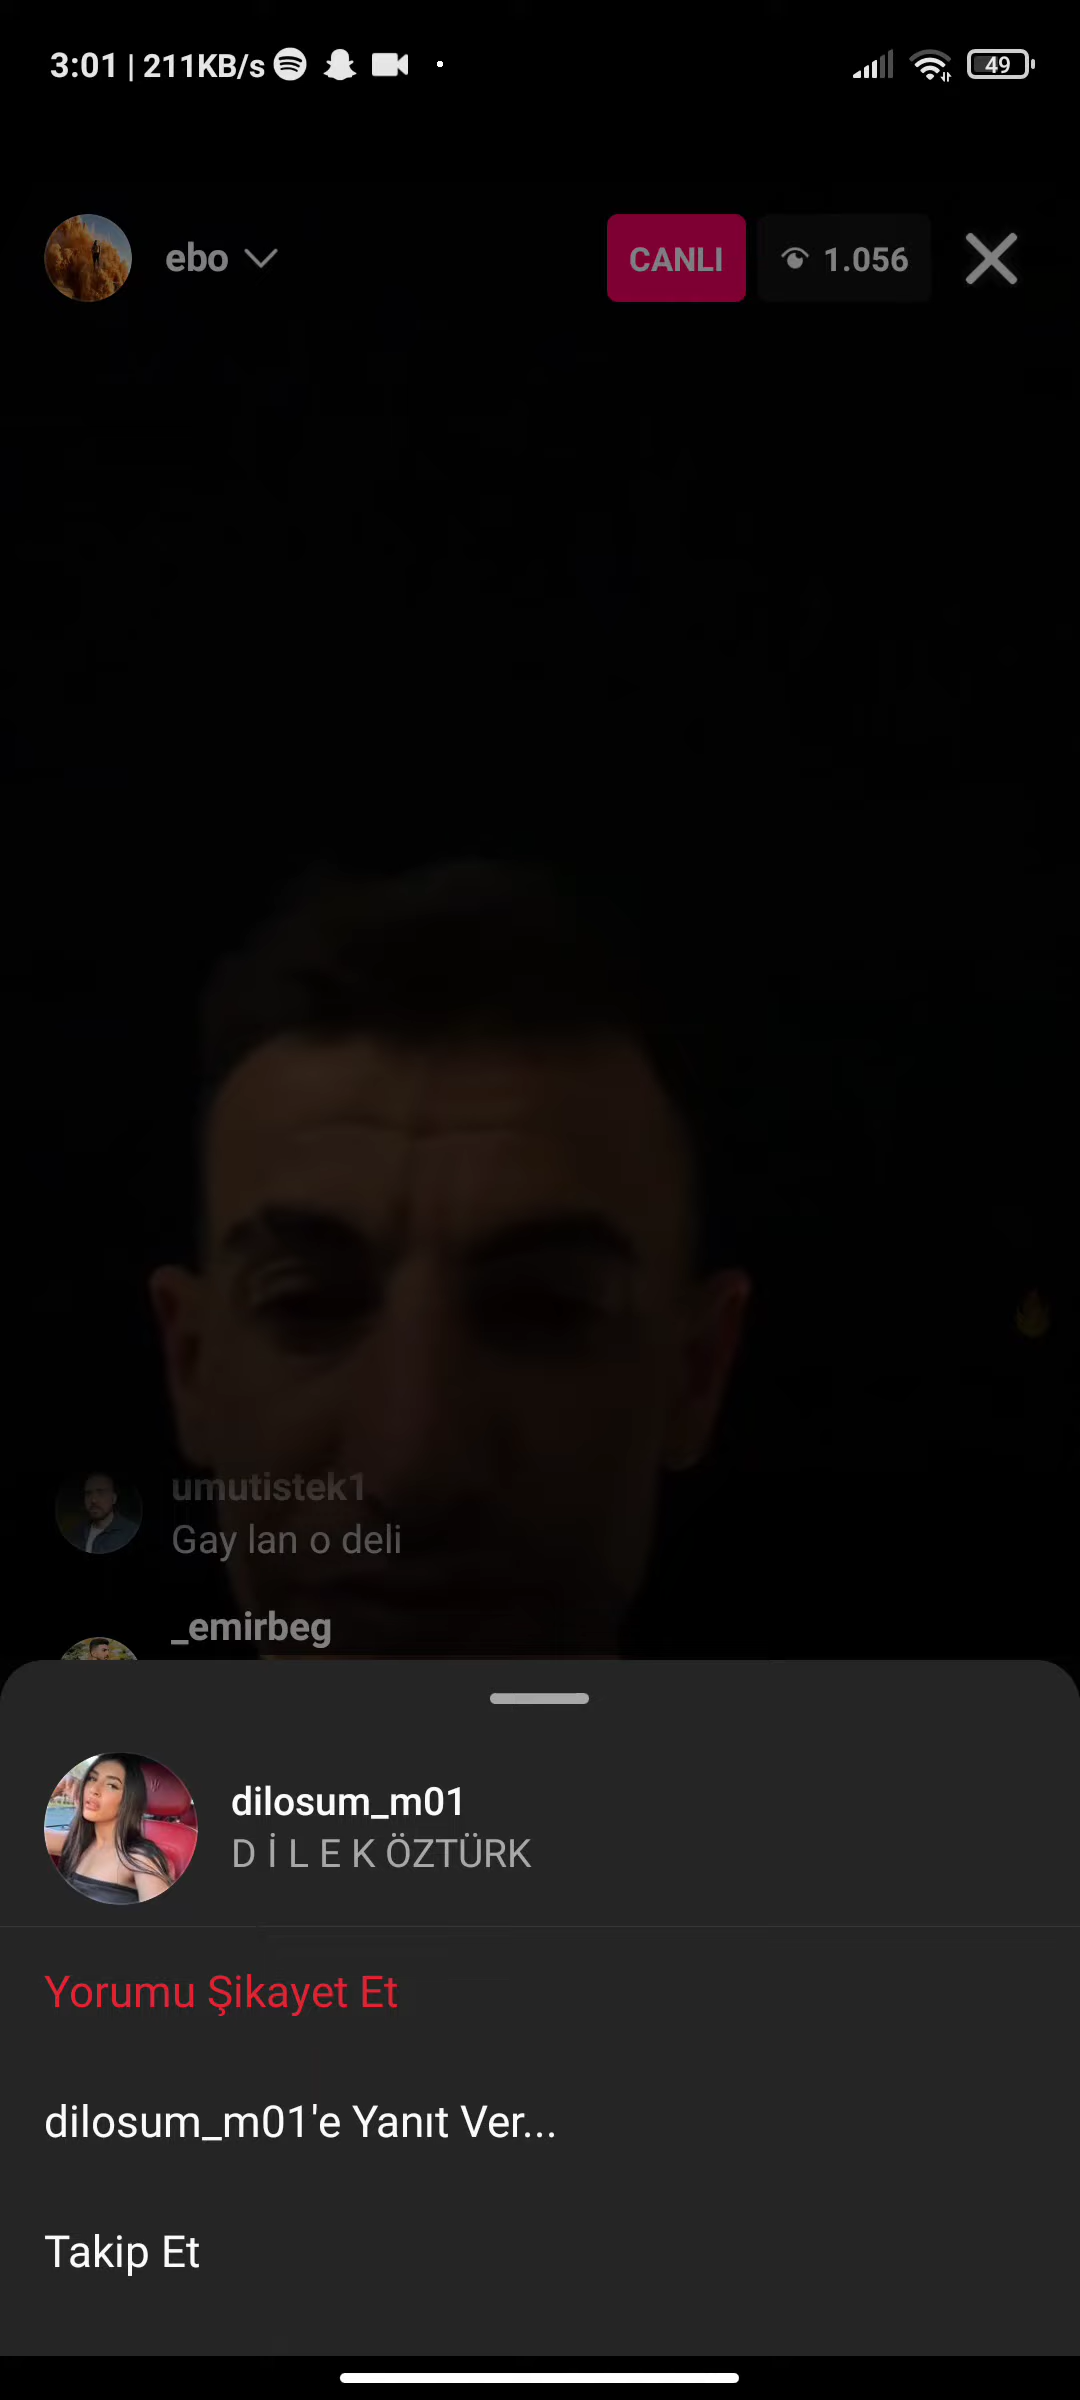 3:01 | 211KB/s
49
ebo
CANLI
1.056
umutistek1
Gay lan o deli
_emirbeg
dilosum_m01
D İ L E K ÖZTÜRK
Yorumu Şikayet Et
dilosum_m01'e Yanıt Ver...
Takip Et